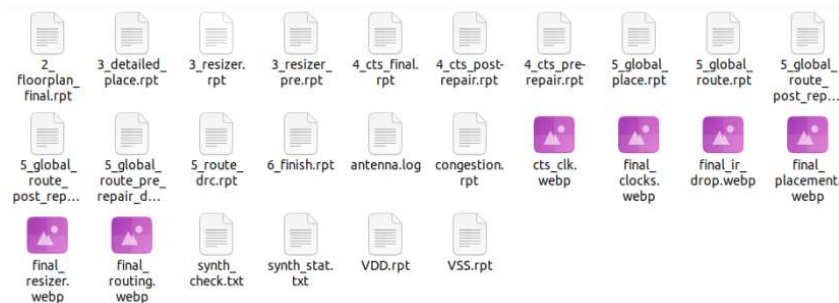 2_
floorplan_
final.rpt
3_detailed_
place.rpt
3_resizer.
rpt
3_resizer_
pre.rpt
4_cts_final.
rpt
4_cts_post-
repair.rpt
4_cts_pre-
repair.rpt
5_global_
place.rpt
5_global_
route.rpt
5_global_
route_
post_rep...
5_global_
route_
post_rep...
5_global_
route_pre_
repair_d...
5_route_
drc.rpt
6_finish.rpt
antenna.log
congestion.
rpt
cts_clk.
webp
final_
clocks.
webp
final_ir_
drop.webp
final_
placement
webp
final_
resizer.
webp
final_
routing.
webp
synth_
check.txt
synth_stat.
txt
VDD.rpt
VSS.rpt